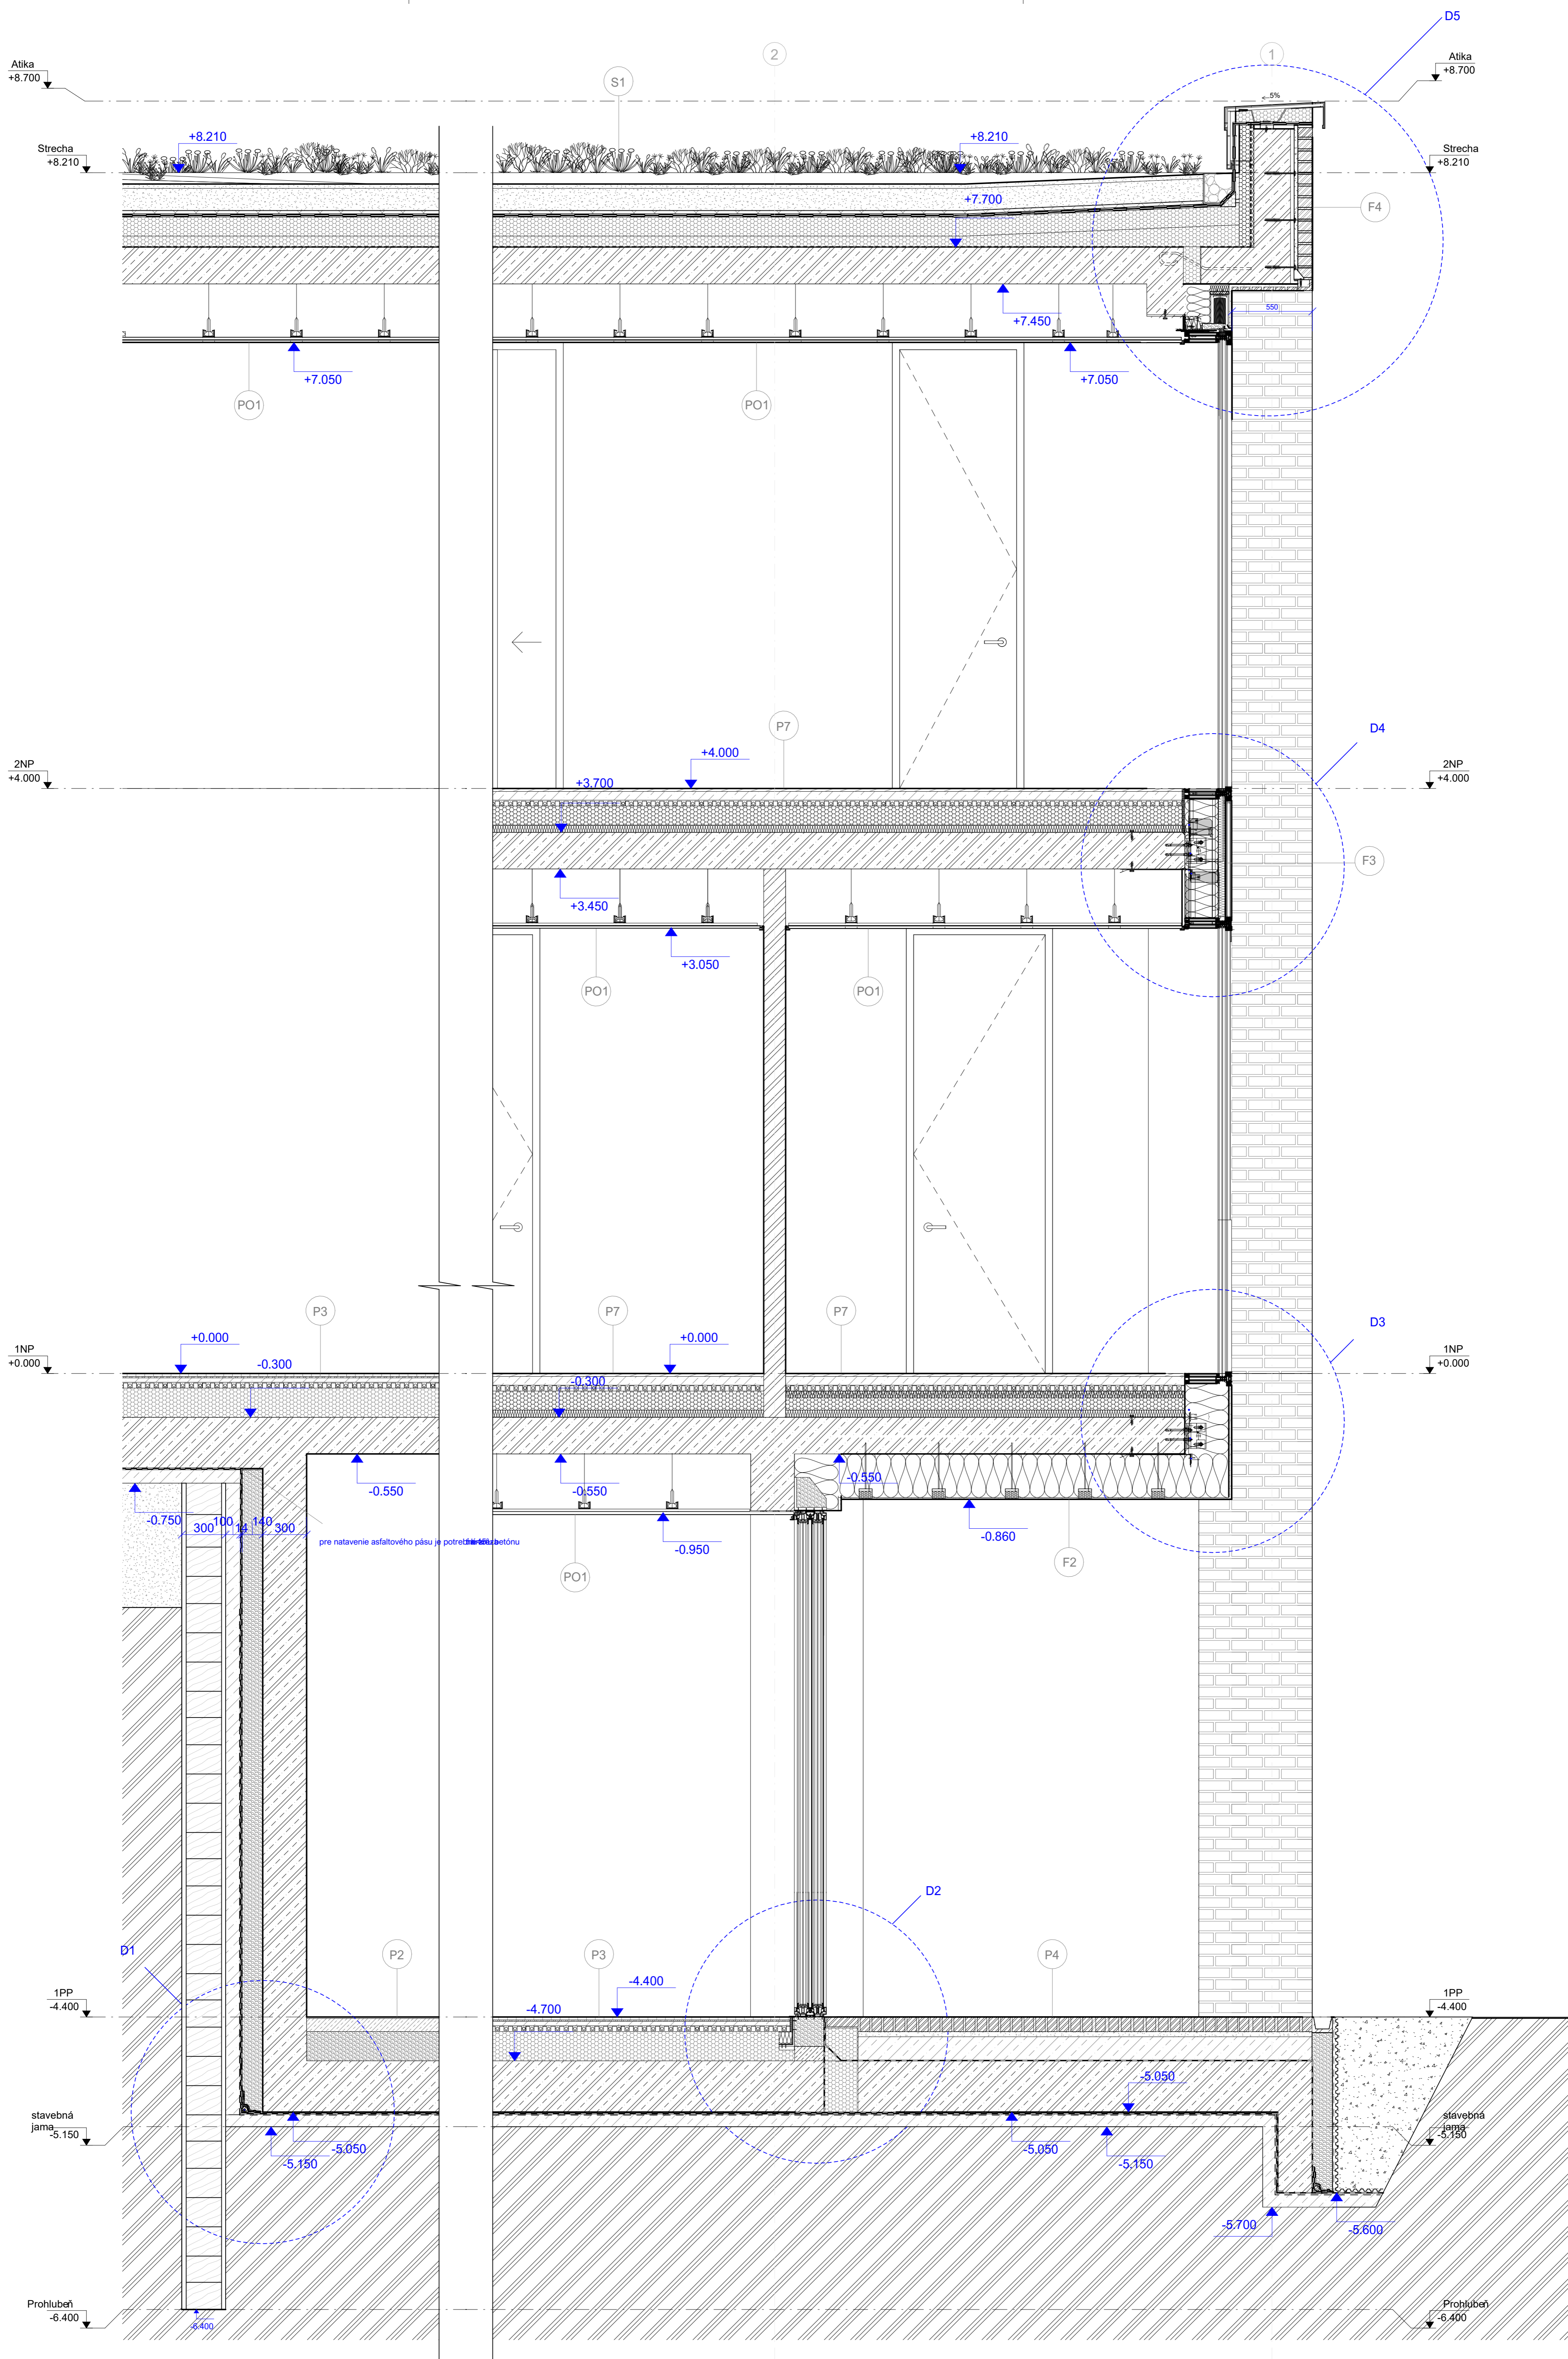 D5
2
1
Atika
+8.700
Atika
+8.700
S1
5%
+8.210
+8.210
Strecha
+8.210
Strecha
+8.210
+7.700
F4
550
+7.450
+7.050
+7.050
PO1
PO1
P7
D4
+4.000
2NP
+4.000
2NP
+4.000
+3.700
F3
+3.450
+3.050
PO1
PO1
P3
P7
P7
D3
+0.000
+0.000
1NP
+0.000
1NP
+0.000
-0.300
-0.300
-0.550
-0.550
-0.550
-0.750
300
100
14
140
300
-0.950
-0.860
pre natavenie asfaltového pásu je potrebné betónu
PO1
F2
D2
D1
P2
P3
P4
-4.400
1PP
-4.400
1PP
-4.400
-4.700
-5.050
stavebná
jama
-5.150
stavebná
jama
-5.150
-5.050
-5.150
-5.050
-5.150
-5.700
-5.600
Prohlubeň
-6.400
Prohlubeň
-6.400
-6.400